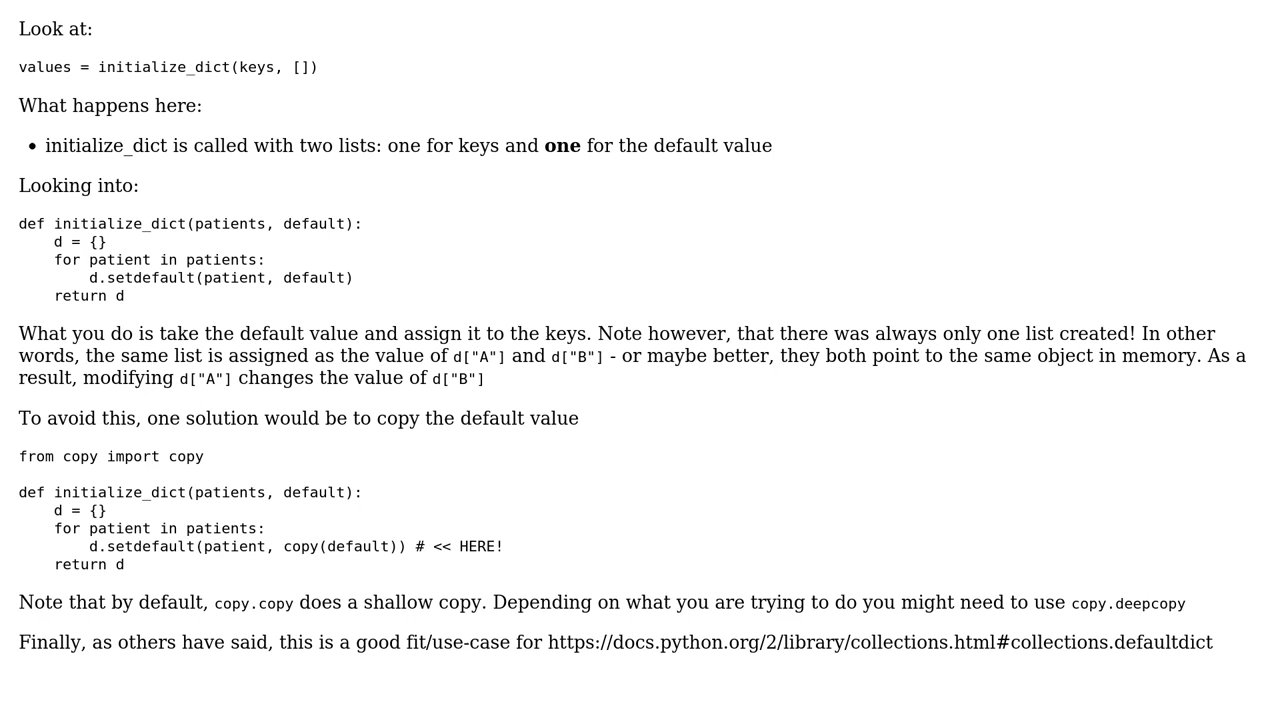 Look at:
values = initialize_dict(keys, [])
What happens here:
• initialize_dict is called with two lists: one for keys and one for the default value
Looking into:
def initialize_dict(patients, default):
    d = {}
    for patient in patients:
        d.setdefault(patient, default)
    return d
What you do is take the default value and assign it to the keys. Note however, that there was always only one list created! In other
words, the same list is assigned as the value of d["A"] and d["B"] - or maybe better, they both point to the same object in memory. As a
result, modifying d["A"] changes the value of d["B"]
To avoid this, one solution would be to copy the default value
from copy import copy
def initialize_dict(patients, default):
    d = {}
    for patient in patients:
        d.setdefault(patient, copy(default)) # << HERE!
    return d
Note that by default, copy.copy does a shallow copy. Depending on what you are trying to do you might need to use copy.deepcopy
Finally, as others have said, this is a good fit/use-case for https://docs.python.org/2/library/collections.html#collections.defaultdict